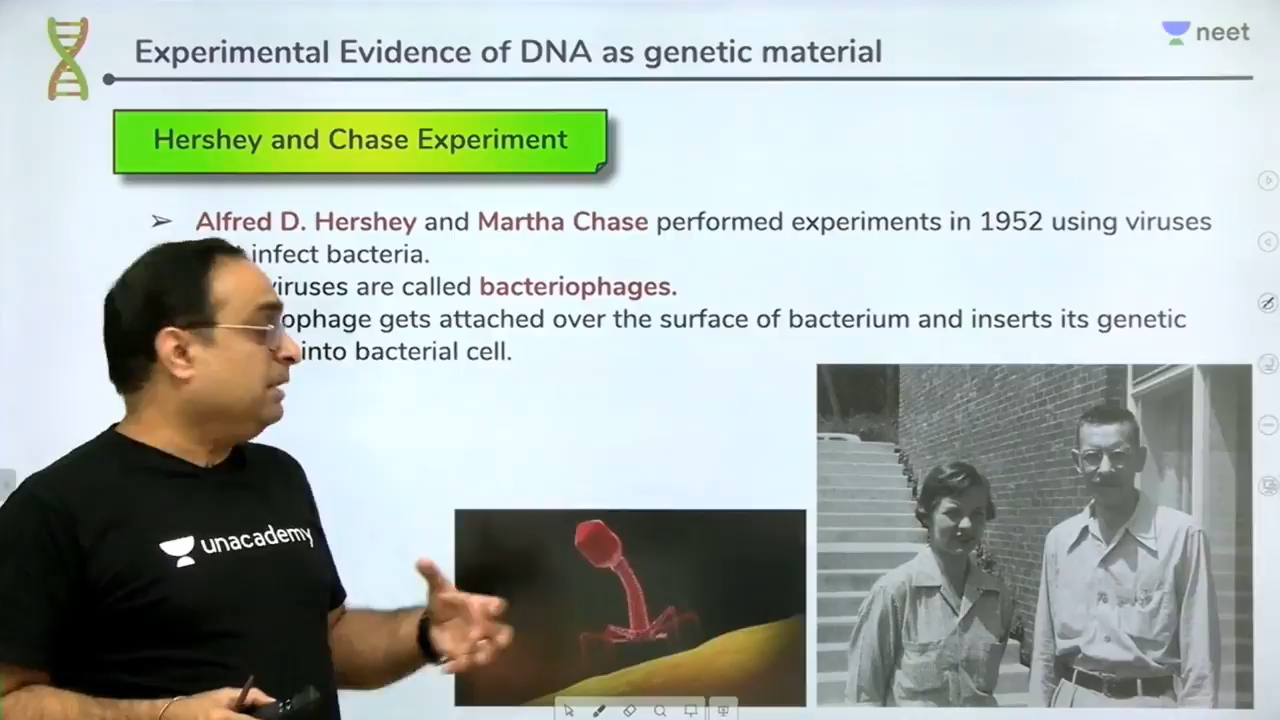 neet
Experimental Evidence of DNA as genetic material
Hershey and Chase Experiment
➢ Alfred D. Hershey and Martha Chase performed experiments in 1952 using viruses
infect bacteria.
viruses are called bacteriophages.
ophage gets attached over the surface of bacterium and inserts its genetic
into bacterial cell.
unacademy